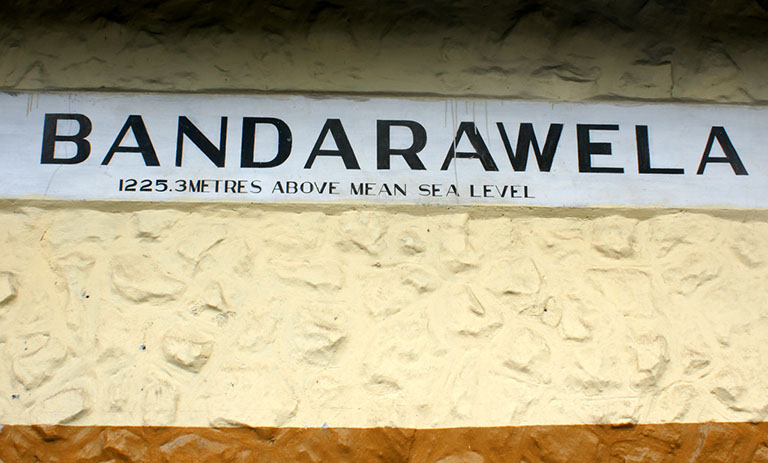 BANDARAWELA
1225.3METRES ABOVE MEAN SEA LEVEL